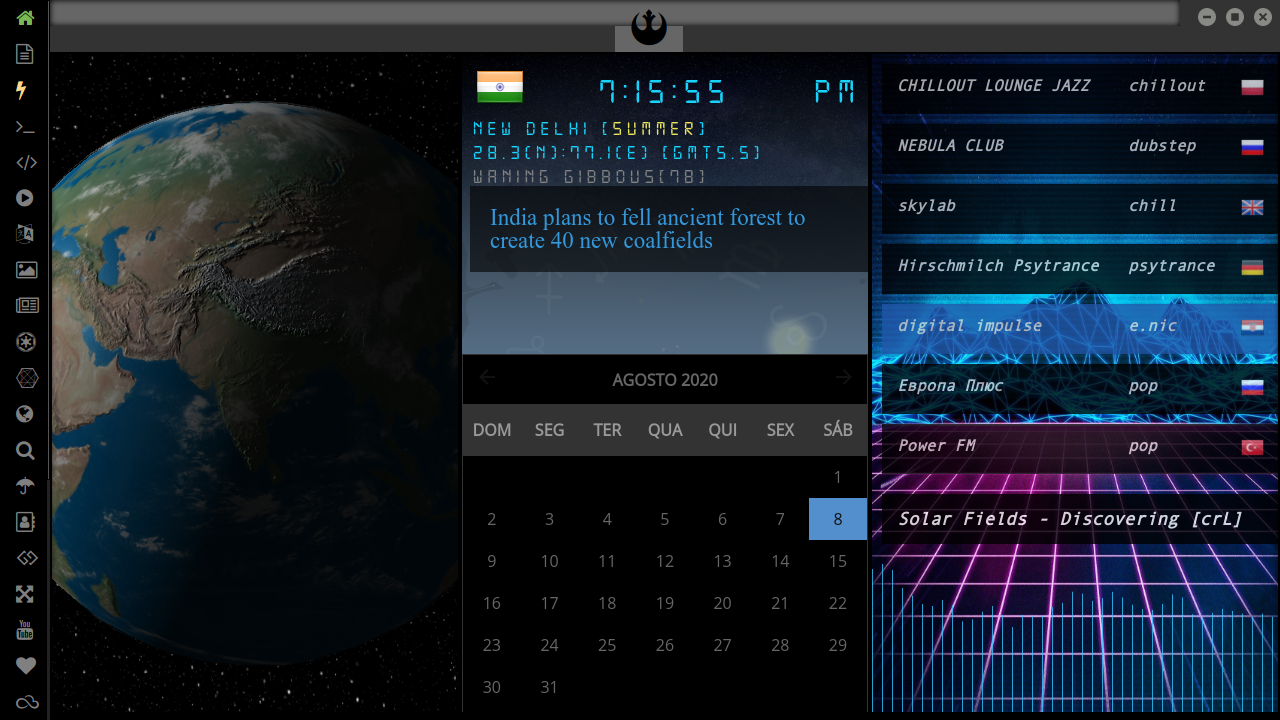 7:15:55 PM
NEW DELHI [SUMMER]
28.3(N):77.1(E) [GMT5.5]
WANING GIBBOUS[78]
India plans to fell ancient forest to
create 40 new coalfields
AGOSTO 2020
DOM SEG TER QUA QUI SEX SÁB
1
2 3 4 5 6 7 8
9 10 11 12 13 14 15
16 17 18 19 20 21 22
23 24 25 26 27 28 29
30 31
CHILLOUT LOUNGE JAZZ chillout
NEBULA CLUB dubstep
skylab chill
Hirschmilch Psytrance psytrance
digital impulse e.nic
Европа Плюс pop
Power FM pop
Solar Fields - Discovering [crL]
You
Tube